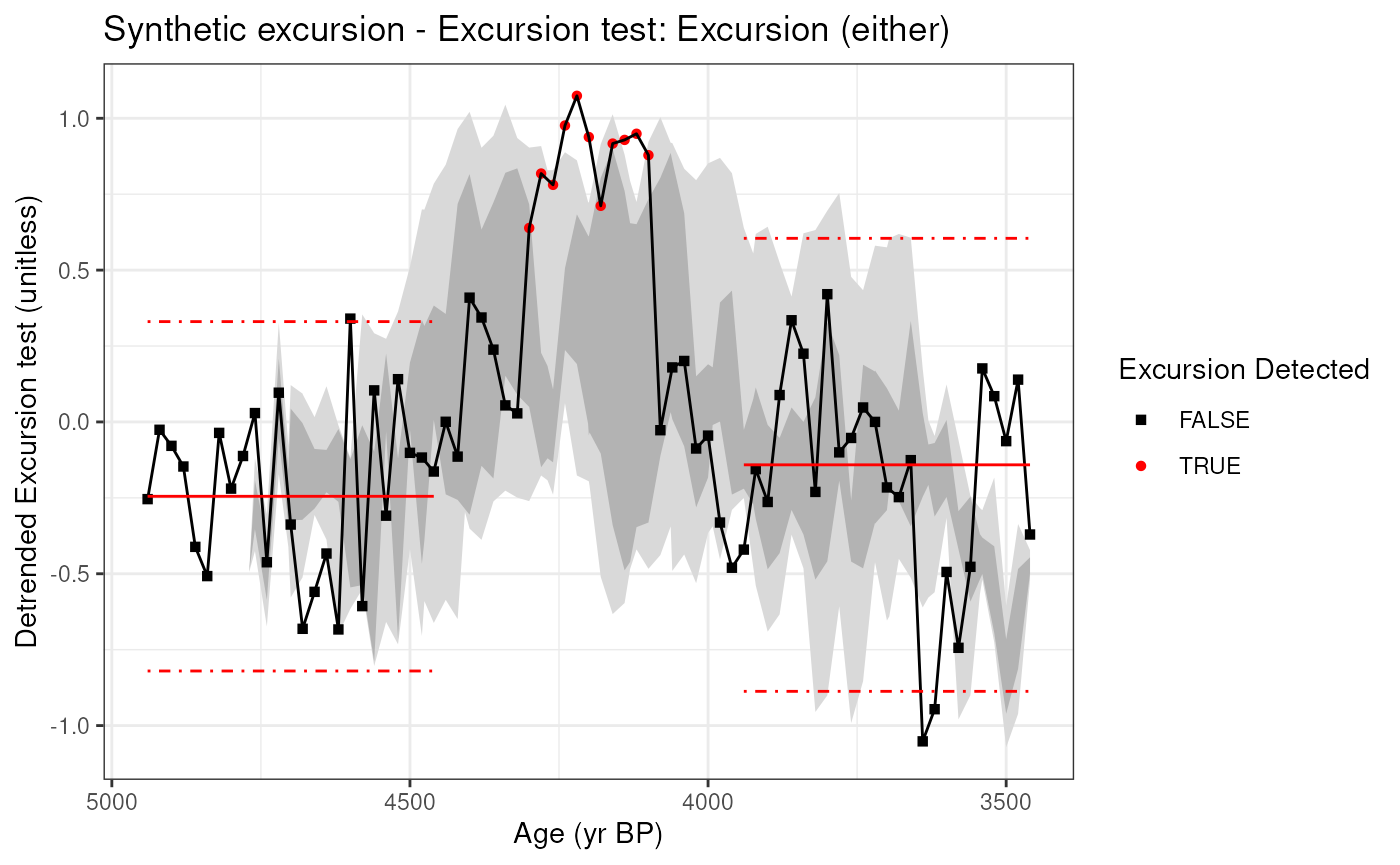 Synthetic excursion - Excursion test: Excursion (either)
Detrended Excursion test (unitless)
1.0
0.5
0.0
-0.5
-1.0
5000
4500
4000
3500
Age (yr BP)
Excursion Detected
FALSE
TRUE